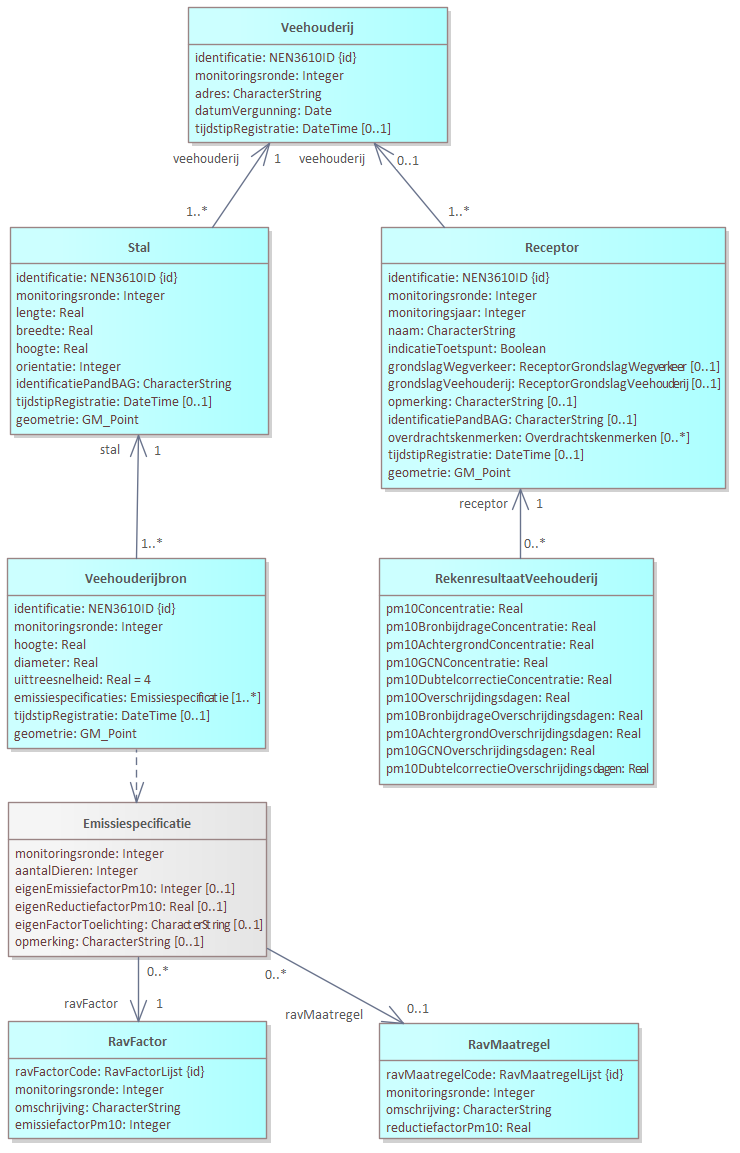 Veehouderij
identificatie: NEN3610ID {id}
monitoringsronde: Integer
adres: CharacterString
datumVergunning: Date
tijdstipRegistratie: DateTime [0..1]
veehouderij
1
veehouderij
0..1
1..*
1..*
Stal
identificatie: NEN3610ID {id}
monitoringsronde: Integer
lengte: Real
breedte: Real
hoogte: Real
orientatie: Integer
identificatiePandBAG: CharacterString
tijdstipRegistratie: DateTime [0..1]
geometrie: GM_Point
Receptor
identificatie: NEN3610ID {id}
monitoringsronde: Integer
monitoringsjaar: Integer
naam: CharacterString
indicatieToetspunt: Boolean
grondslagWegverkeer: ReceptorGrondslagWegverkeer [0..1]
grondslagVeehouderij: ReceptorGrondslagVeehouderij [0..1]
opmerking: CharacterString [0..1]
identificatiePandBAG: CharacterString [0..1]
overdrachtskenmerken: Overdrachtskenmerken [0..*]
tijdstipRegistratie: DateTime [0..1]
geometrie: GM_Point
stal
1
1..*
receptor
1
0..*
Veehouderijbron
identificatie: NEN3610ID {id}
monitoringsronde: Integer
hoogte: Real
diameter: Real
uittreesnelheid: Real = 4
emissiespecificaties: Emissiespecificatie [1..*]
tijdstipRegistratie: DateTime [0..1]
geometrie: GM_Point
RekenresultaatVeehouderij
pm10Concentratie: Real
pm10BronbijdrageConcentratie: Real
pm10AchtergrondConcentratie: Real
pm10GCNConcentratie: Real
pm10DubtelcorrectieConcentratie: Real
pm10Overschrijdingsdagen: Real
pm10BronbijdrageOverschrijdingsdagen: Real
pm10AchtergrondOverschrijdingsdagen: Real
pm10GCNOverschrijdingsdagen: Real
pm10DubtelcorrectieOverschrijdingsdagen: Real
Emissiespecificatie
monitoringsronde: Integer
aantalDieren: Integer
eigenEmissiefactorPm10: Integer [0..1]
eigenReductiefactorPm10: Real [0..1]
eigenFactorToelichting: CharacterString [0..1]
opmerking: CharacterString [0..1]
0..*
ravFactor
1
0..*
ravMaatregel
0..1
RavFactor
ravFactorCode: RavFactorLijst {id}
monitoringsronde: Integer
omschrijving: CharacterString
emissiefactorPm10: Integer
RavMaatregel
ravMaatregelCode: RavMaatregelLijst {id}
monitoringsronde: Integer
omschrijving: CharacterString
reductiefactorPm10: Real